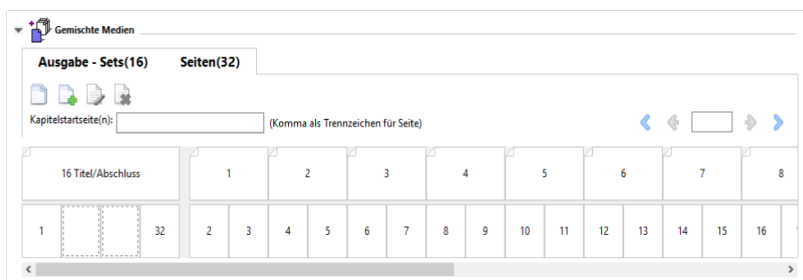 Gemischte Medien
Ausgabe - Sets(16) Seiten(32)
Kapitelstartseite(n): (Komma als Trennzeichen für Seite)
16 Titel/Abschluss 1 2 3 4 5 6 7 8
1 32 2 3 4 5 6 7 8 9 10 11 12 13 14 15 16